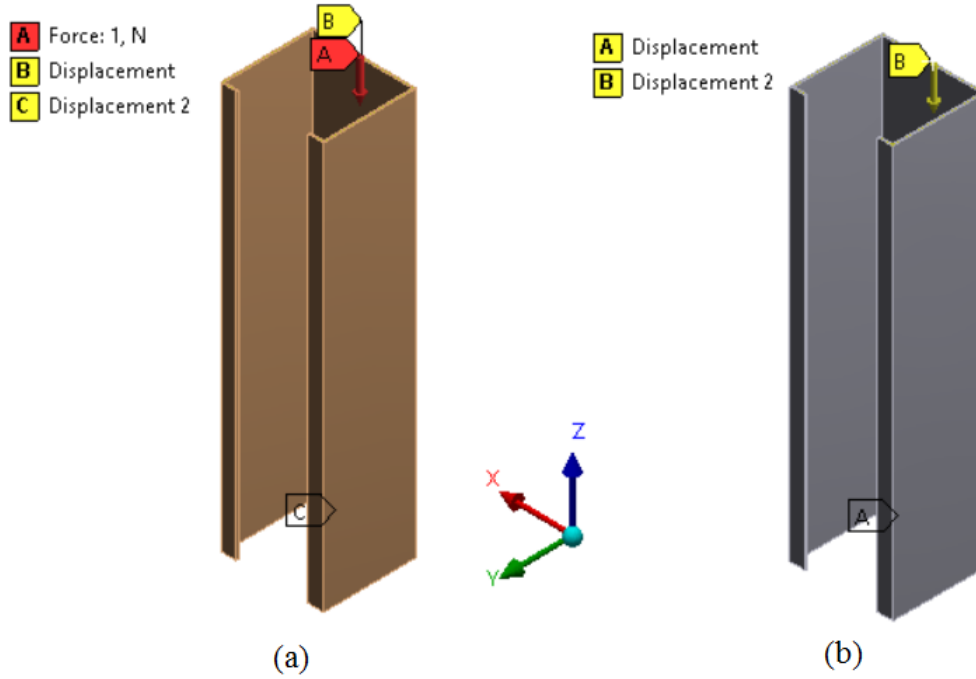 A Force: 1, N
B Displacement
C Displacement 2
B
A
C
A Displacement
B Displacement 2
B
A
Z
X
Y
(a)
(b)